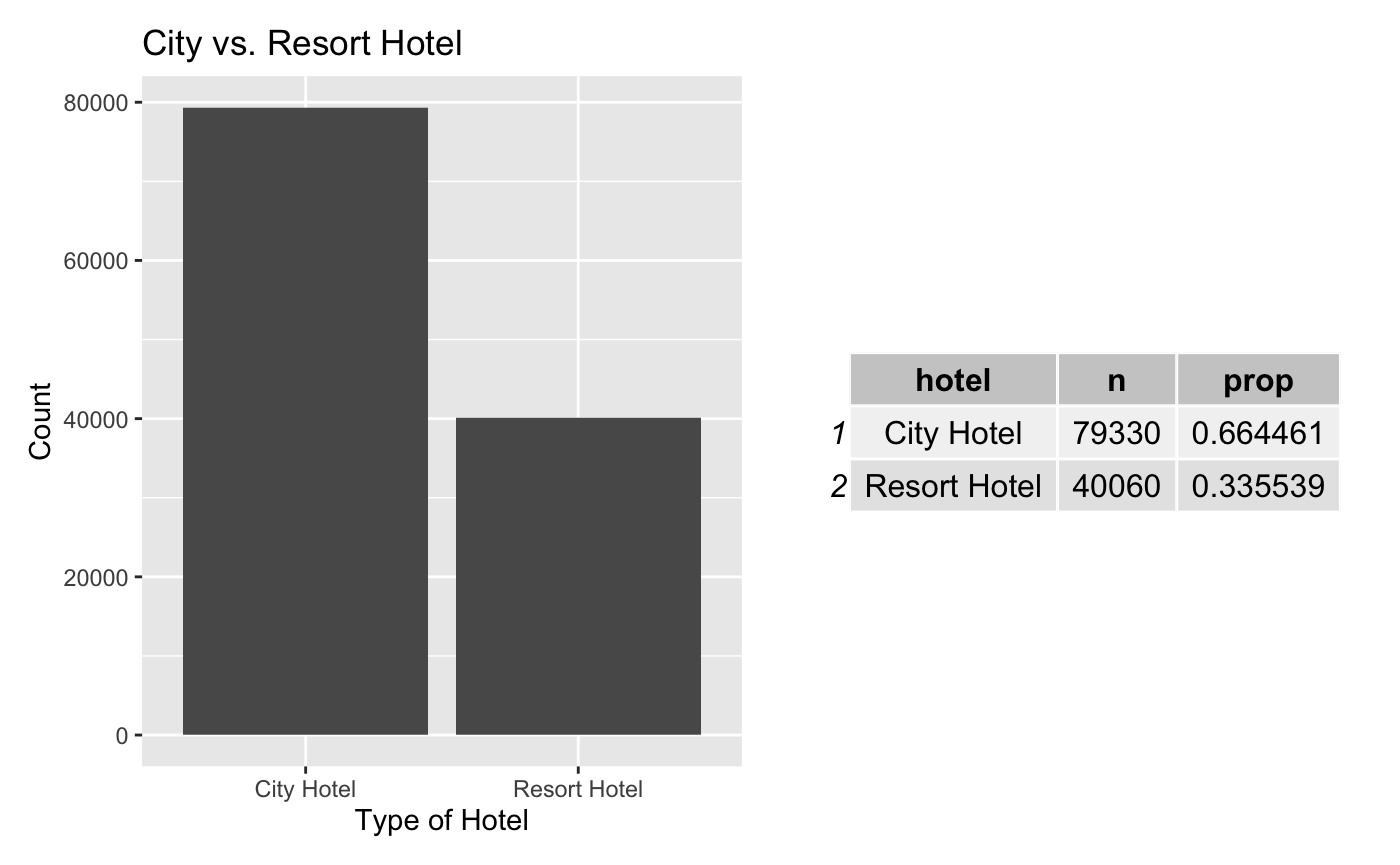 City vs. Resort Hotel
80000
60000
40000
20000
0
Count
City Hotel Resort Hotel
Type of Hotel
hotel n prop
1 City Hotel 79330 0.664461
2 Resort Hotel 40060 0.335539